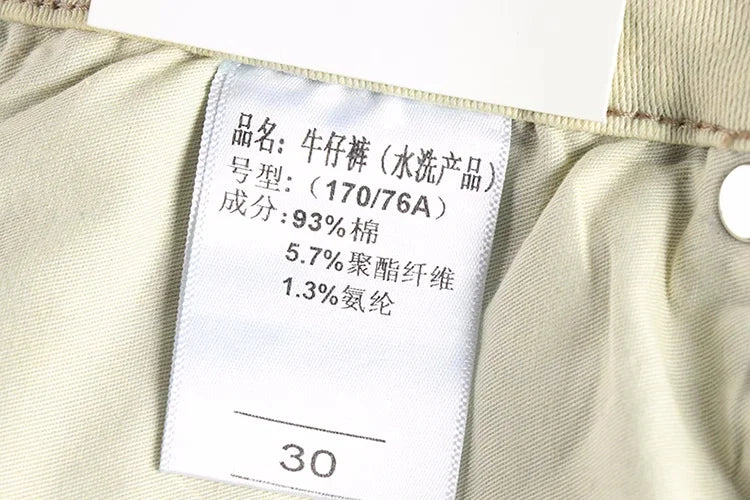 品名：牛仔裤（水洗产品）
号型：（170/76A）
成分：93%棉
5.7%聚酯纤维
1.3%氨纶
30